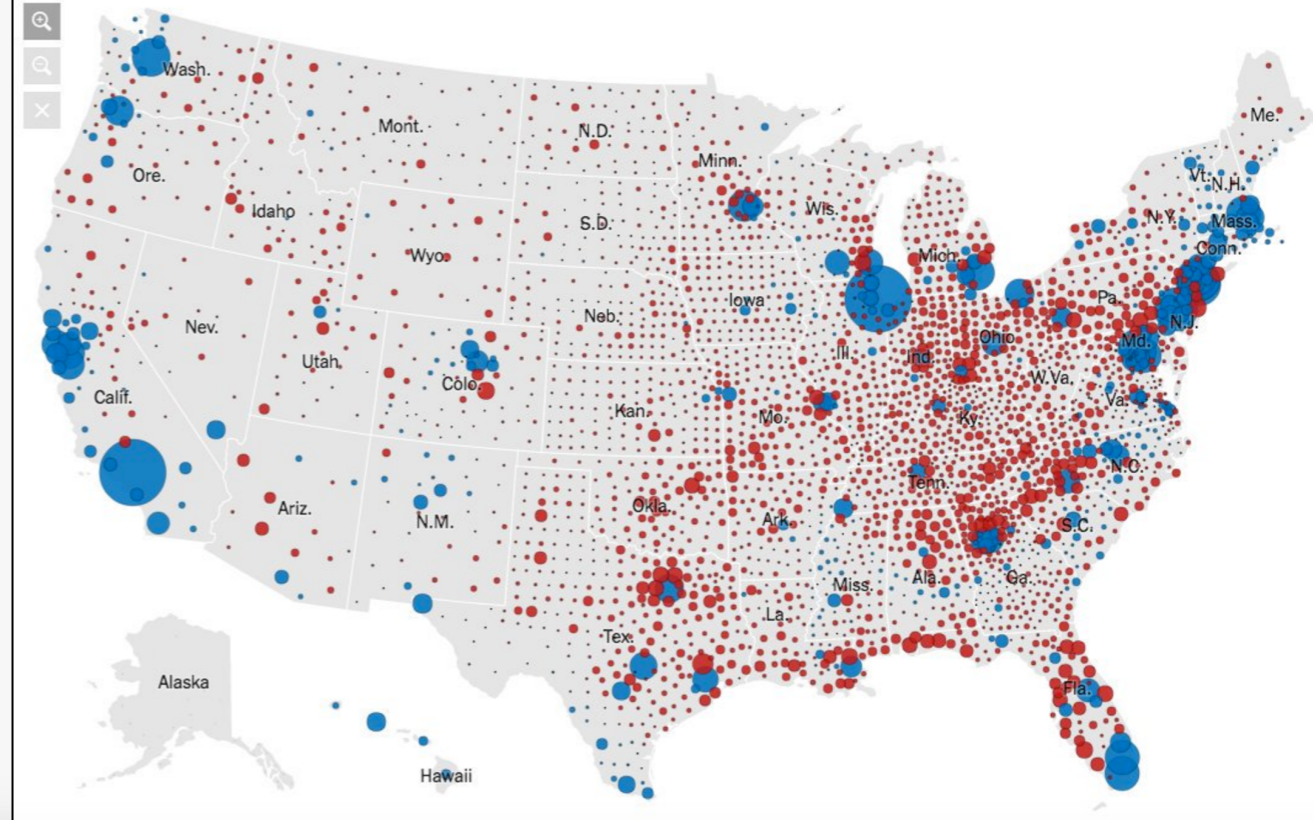 Wash.
Me.
Mont.
N.D.
Minn.
Ore.
Vt.
N.H.
Idaho
S.D.
Wis.
N.Y.
Mass.
Wyo.
Mich.
Conn.
Iowa
Pa.
Neb.
Nev.
N.J.
Utah
Ill.
Ind.
Ohio
Md.
Colo.
W.Va.
Calif.
Kan.
Mo.
Ky.
Va.
N.C.
Tenn.
Okla.
Ariz.
N.M.
Ark.
S.C.
Miss.
Ala.
Ga.
La.
Tex.
Alaska
Fla.
Hawaii